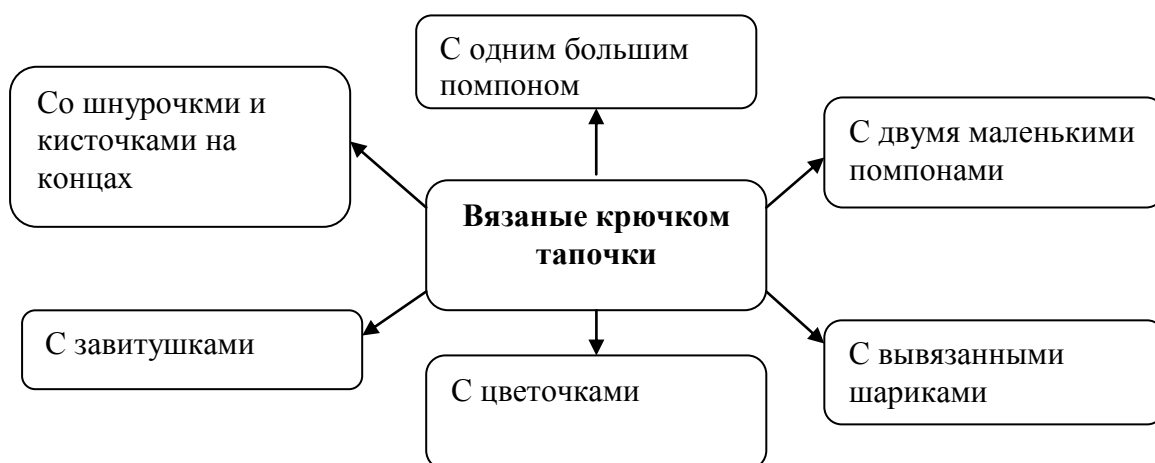 С одним большим
помпоном
Со шнурочкми и
кисточками на
концах
С двумя маленькими
помпонами
Вязаные крючком
тапочки
С завитушками
С цветочками
С вывязанными
шариками